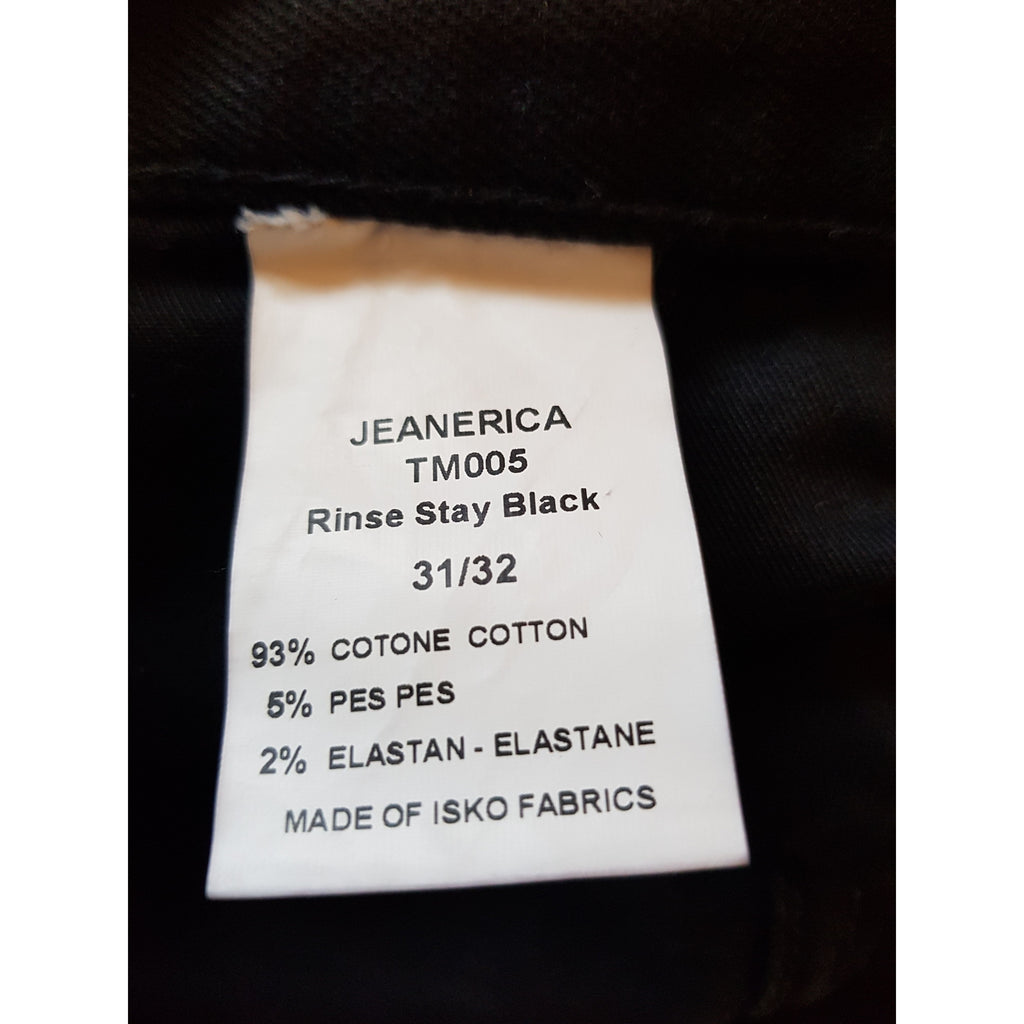 JEANERICA
TM005
Rinse Stay Black
31/32
93% COTONE COTTON
5% PES PES
2% ELASTAN - ELASTANE
MADE OF ISKO FABRICS